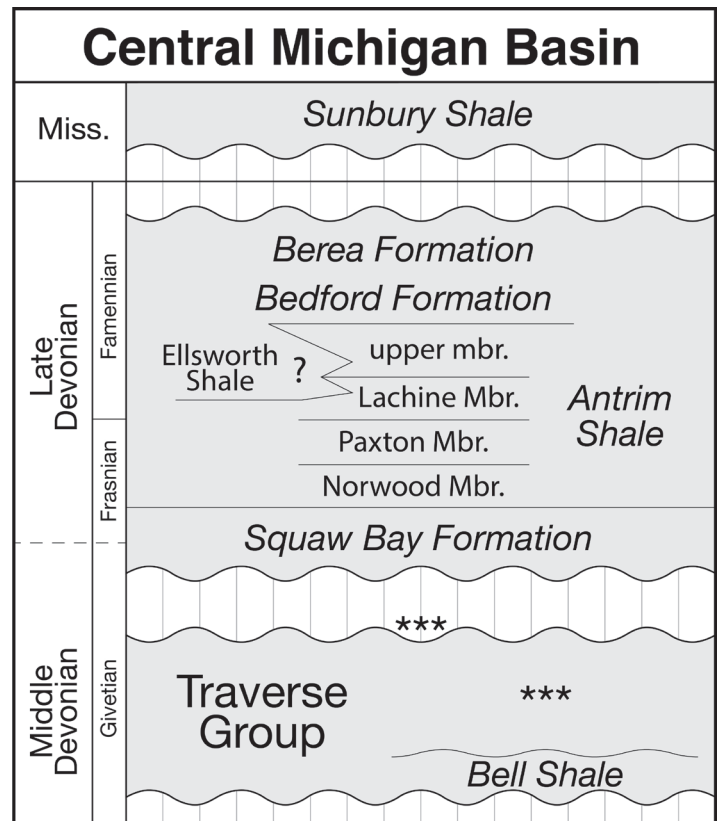 Central Michigan Basin
Miss.
Sunbury Shale
Late
Devonian
Famennian
Frasnian
Berea Formation
Bedford Formation
Ellsworth
Shale
?
upper mbr.
Lachine Mbr.
Antrim
Shale
Paxton Mbr.
Norwood Mbr.
Squaw Bay Formation
Middle
Devonian
Givetian
***
Traverse
Group
***
Bell Shale